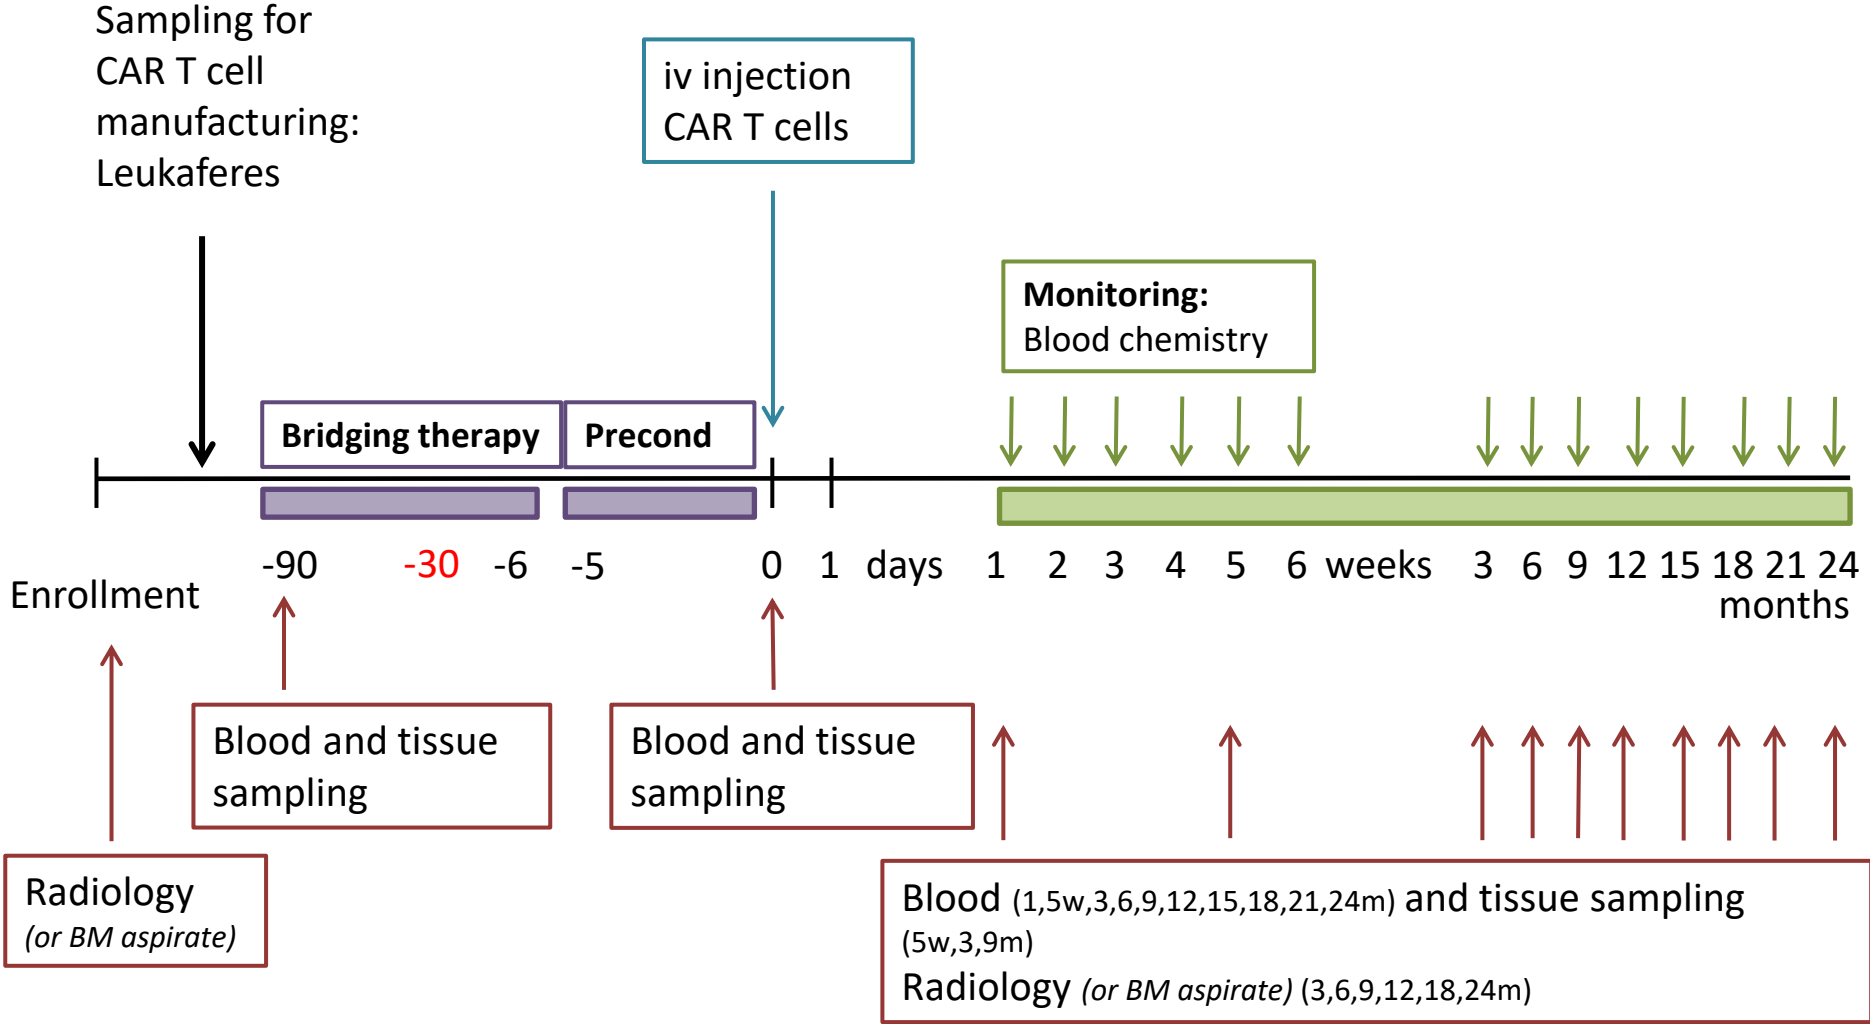 Sampling for
CAR T cell
manufacturing:
Leukaferes
iv injection
CAR T cells
Monitoring:
Blood chemistry
Bridging therapy
Precond
-90 -30 -6 -5 0 1 days 1 2 3 4 5 6 weeks 3 6 9 12 15 18 21 24
months
Enrollment
Blood and tissue
sampling
Blood and tissue
sampling
Radiology
(or BM aspirate)
Blood (1,5w,3,6,9,12,15,18,21,24m) and tissue sampling
(5w,3,9m)
Radiology (or BM aspirate) (3,6,9,12,18,24m)